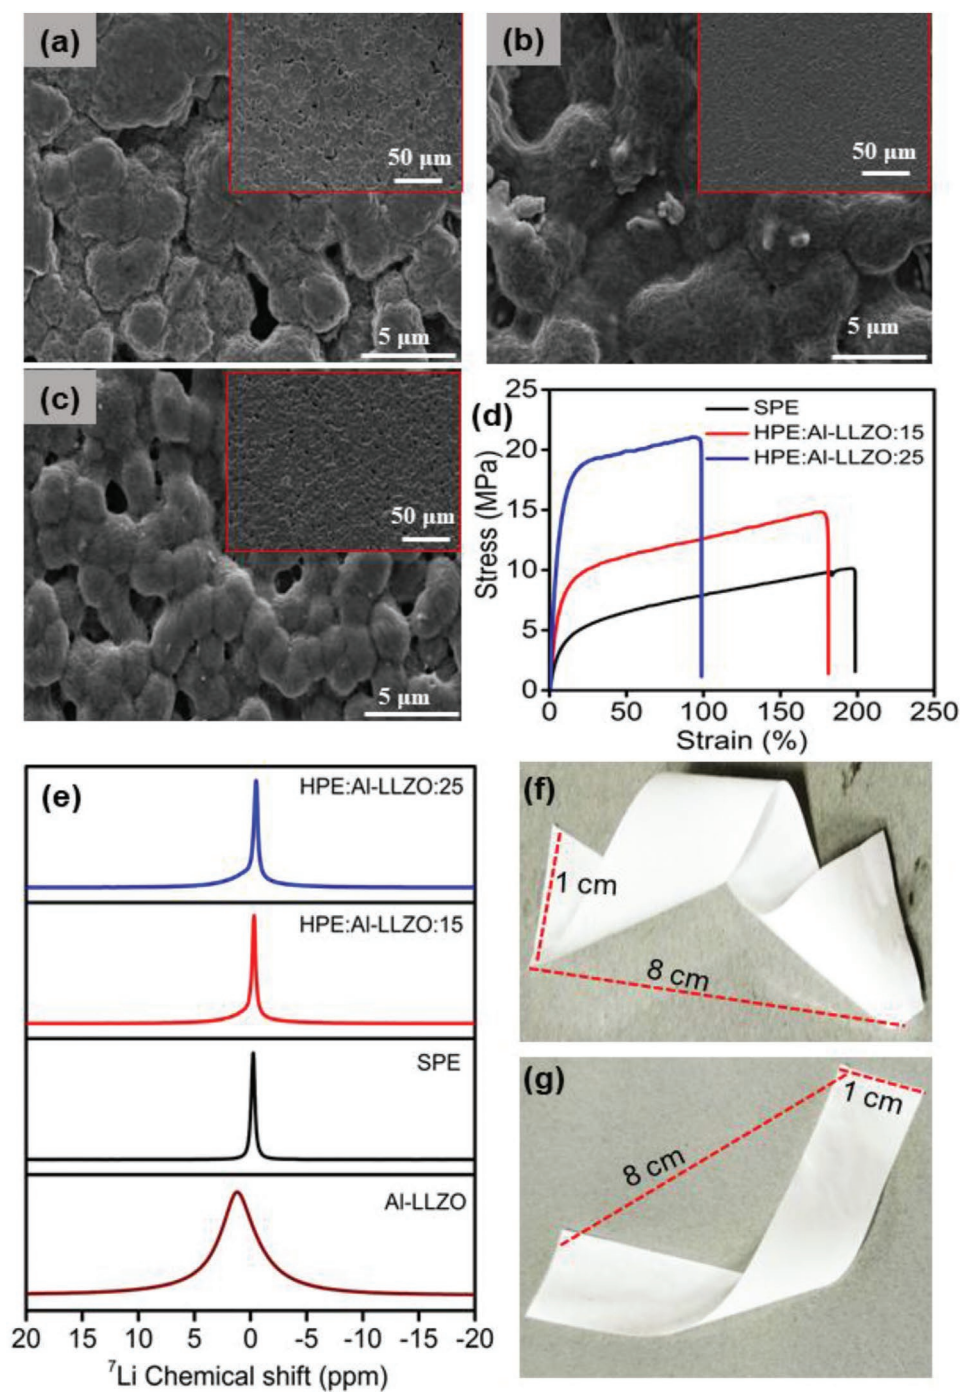 (a)
50 μm
5 μm
(b)
50 μm
5 μm
(c)
50 μm
5 μm
(d)
25
20
15
10
5
0
Stress (MPa)
SPE
HPE:Al-LLZO:15
HPE:Al-LLZO:25
0 50 100 150 200 250
Strain (%)
(e)
HPE:Al-LLZO:25
HPE:Al-LLZO:15
SPE
Al-LLZO
20 15 10 5 0 -5 -10 -15 -20
⁷Li Chemical shift (ppm)
(f)
1 cm
8 cm
(g)
1 cm
8 cm